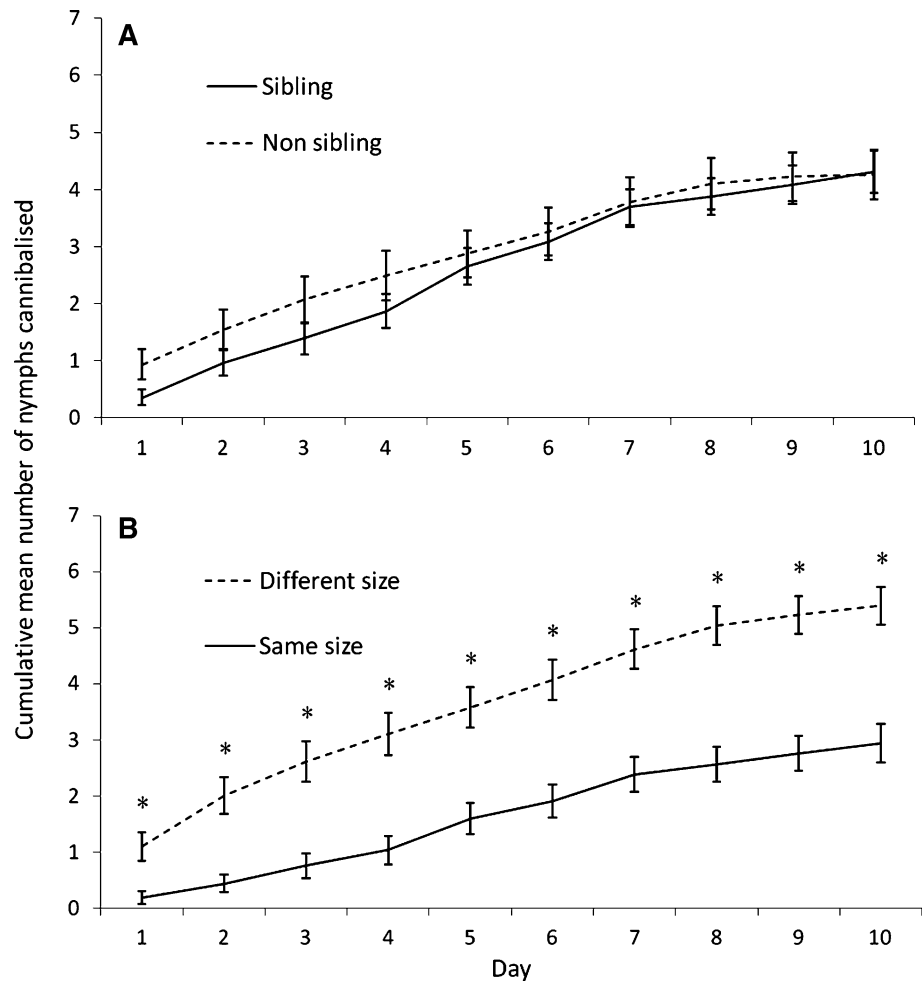 Cumulative mean number of nymphs cannibalised
A
Sibling
Non sibling
7
6
5
4
3
2
1
0
1 2 3 4 5 6 7 8 9 10
B
Different size
Same size
* * * * * * * * * *
7
6
5
4
3
2
1
0
1 2 3 4 5 6 7 8 9 10
Day